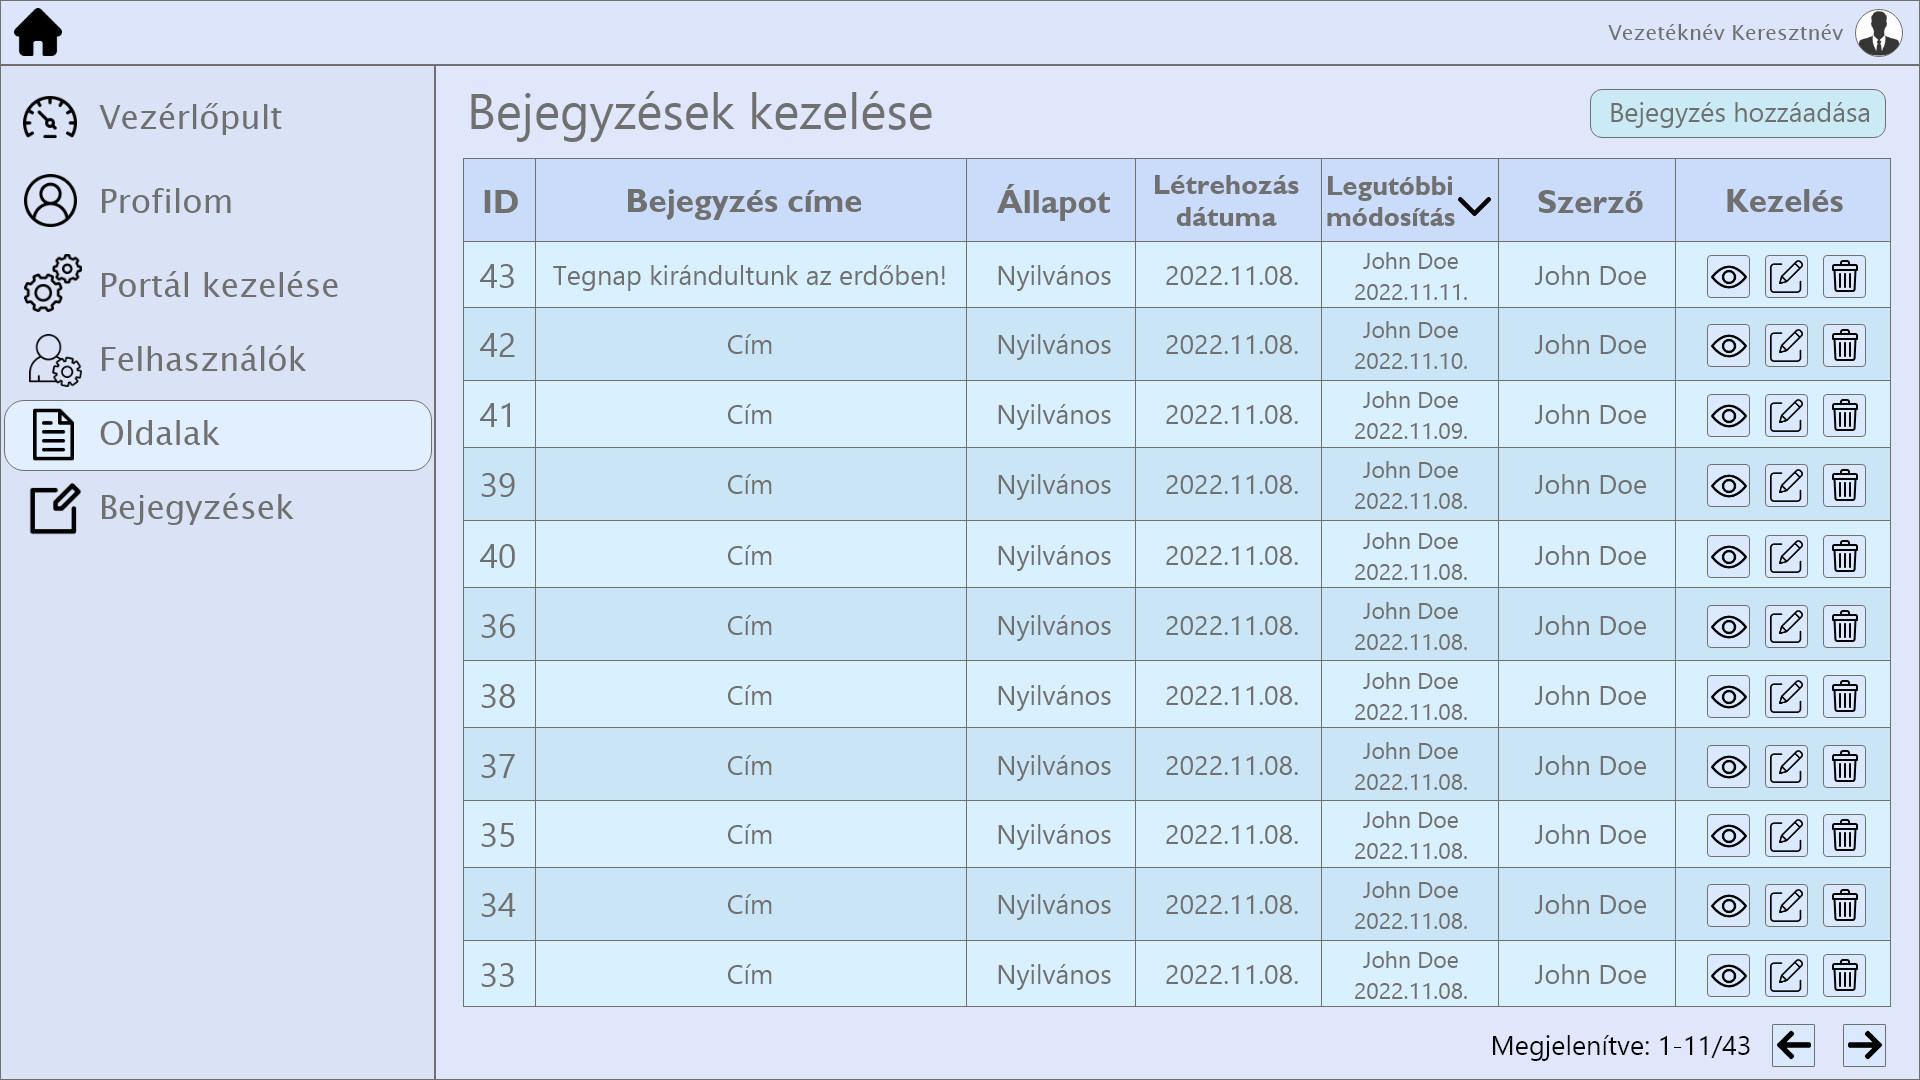 Vezetéknév Keresztnév
Vezérlőpult
Profilom
Portál kezelése
Felhasználók
Oldalak
Bejegyzések
Bejegyzések kezelése
Bejegyzés hozzáadása
ID Bejegyzés címe Állapot Létrehozás dátuma Legutóbbi módosítás Szerző Kezelés
43 Tegnap kirándultunk az erdőben! Nyilvános 2022.11.08. John Doe 2022.11.11. John Doe
42 Cím Nyilvános 2022.11.08. John Doe 2022.11.10. John Doe
41 Cím Nyilvános 2022.11.08. John Doe 2022.11.09. John Doe
39 Cím Nyilvános 2022.11.08. John Doe 2022.11.08. John Doe
40 Cím Nyilvános 2022.11.08. John Doe 2022.11.08. John Doe
36 Cím Nyilvános 2022.11.08. John Doe 2022.11.08. John Doe
38 Cím Nyilvános 2022.11.08. John Doe 2022.11.08. John Doe
37 Cím Nyilvános 2022.11.08. John Doe 2022.11.08. John Doe
35 Cím Nyilvános 2022.11.08. John Doe 2022.11.08. John Doe
34 Cím Nyilvános 2022.11.08. John Doe 2022.11.08. John Doe
33 Cím Nyilvános 2022.11.08. John Doe 2022.11.08. John Doe
Megjelenítve: 1-11/43